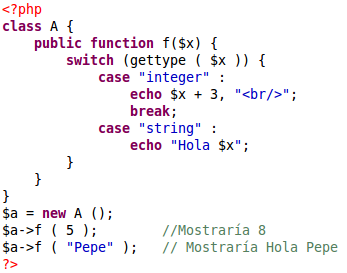 <?php
class A {
    public function f($x) {
        switch (gettype ( $x )) {
            case "integer" :
                echo $x + 3, "<br/>";
                break;
            case "string" :
                echo "Hola $x";
        }
    }
}
$a = new A ();
$a->f ( 5 );        //Mostraría 8
$a->f ( "Pepe" );   // Mostraría Hola Pepe
?>